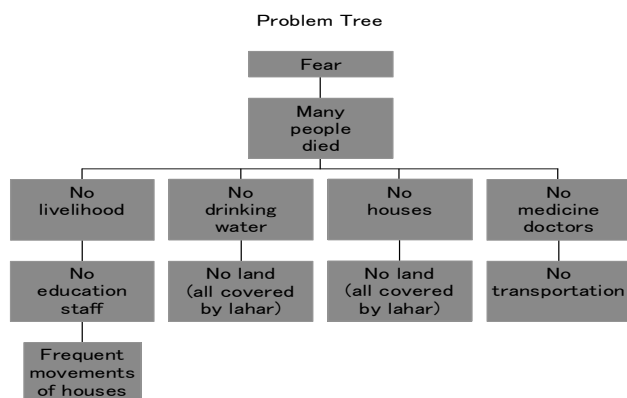 Problem Tree
Fear
Many
people
died
No
livelihood
No
drinking
water
No
houses
No
medicine
doctors
No
education
staff
No land
(all covered
by lahar)
No land
(all covered
by lahar)
No
transportation
Frequent
movements
of houses